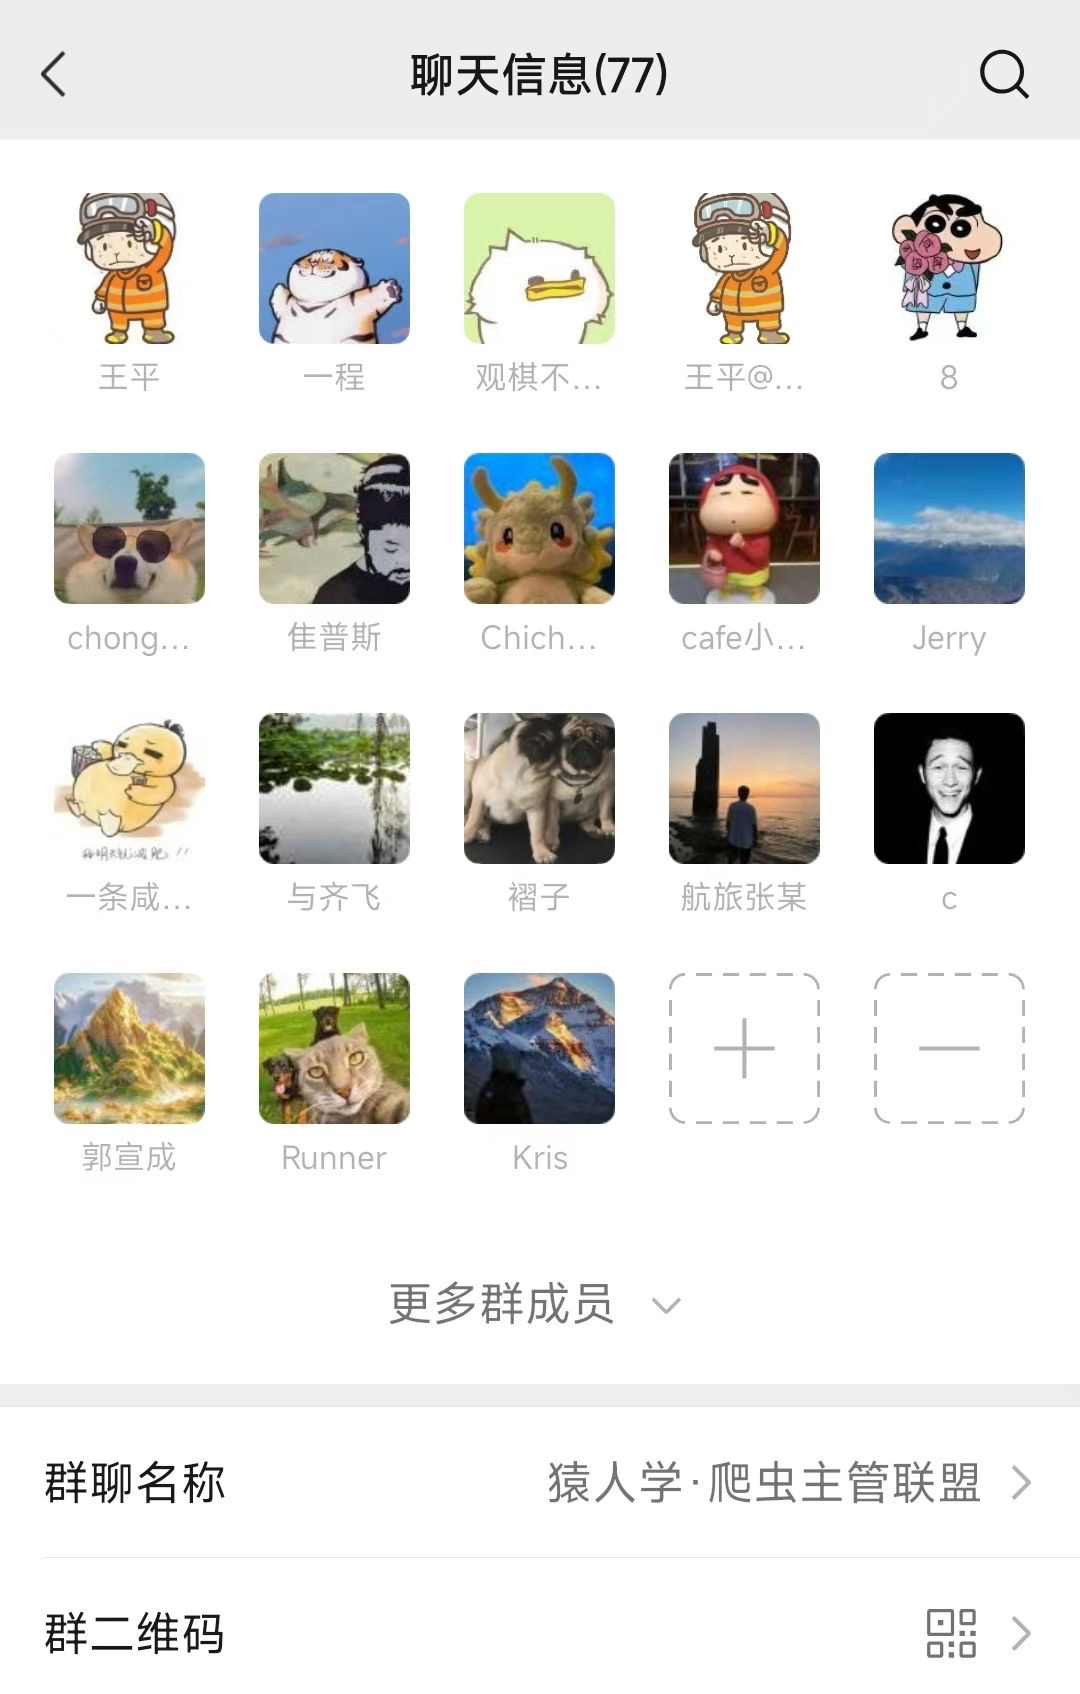 聊天信息(77)
王平 一程 观棋不... 王平@... 8
chong... 隹普斯 Chich... cafe小... Jerry
一条咸... 与齐飞 褶子 航旅张某 c
郭宣成 Runner Kris
更多群成员
群聊名称 猿人学·爬虫主管联盟
群二维码